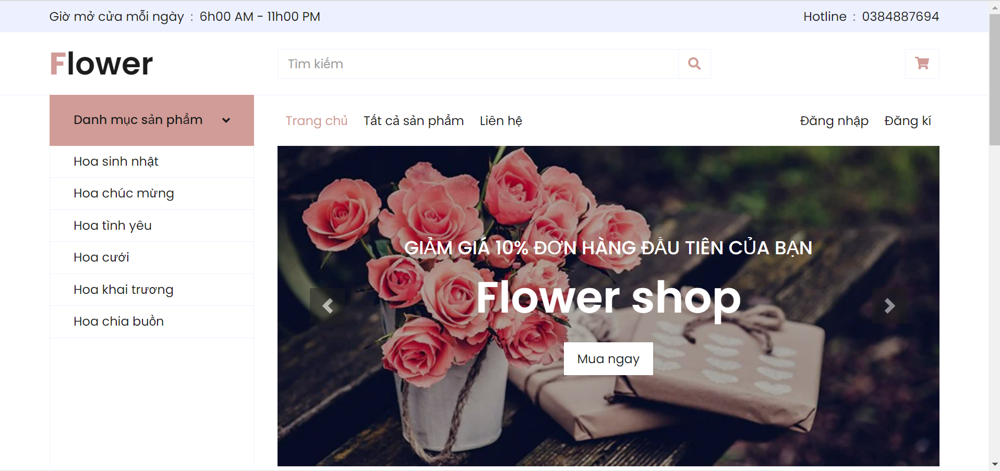 Giờ mở cửa mỗi ngày : 6h00 AM - 11h00 PM
Hotline : 0384887694
Flower
Tìm kiếm
Danh mục sản phẩm
Trang chủ
Tất cả sản phẩm
Liên hệ
Đăng nhập
Đăng kí
Hoa sinh nhật
Hoa chúc mừng
Hoa tình yêu
Hoa cưới
Hoa khai trương
Hoa chia buồn
GIẢM GIÁ 10% ĐƠN HÀNG ĐẦU TIÊN CỦA BẠN
Flower shop
Mua ngay